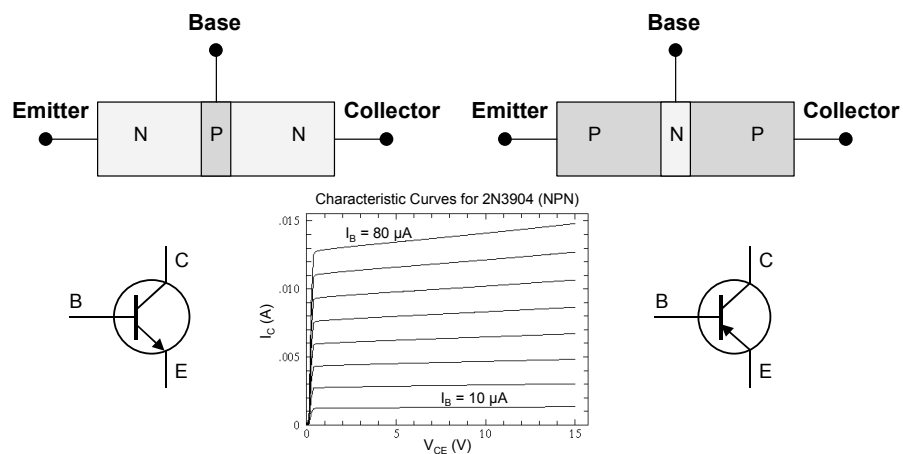 Base
Base
Emitter
Collector
Emitter
Collector
N
P
N
P
N
P
Characteristic Curves for 2N3904 (NPN)
.015
I_B = 80 µA
.010
I_C (A)
.005
I_B = 10 µA
0
0
5
10
15
V_CE (V)
C
B
E
C
B
E